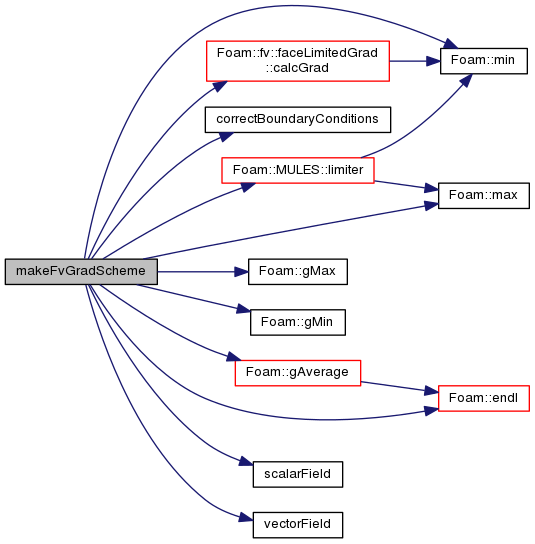 Foam::fv::faceLimitedGrad
::calcGrad
Foam::min
correctBoundaryConditions
Foam::MULES::limiter
Foam::max
makeFvGradScheme
Foam::gMax
Foam::gMin
Foam::gAverage
Foam::endl
scalarField
vectorField